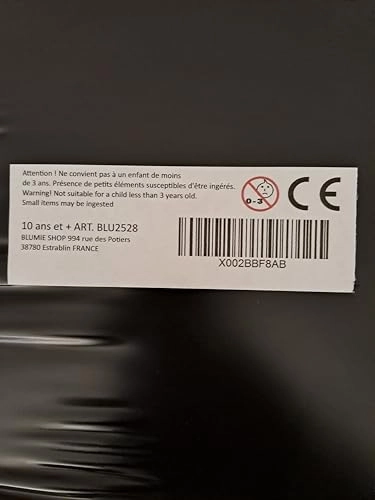 Attention ! Ne convient pas à un enfant de moins
de 3 ans. Présence de petits éléments susceptibles d'être ingérés.
Warning! Not suitable for a child less than 3 years old.
Small items may be ingested
0-3
CE
10 ans et + ART. BLU2528
BLUMIE SHOP 994 rue des Potiers
38780 Estrablin FRANCE
X002BBF8AB